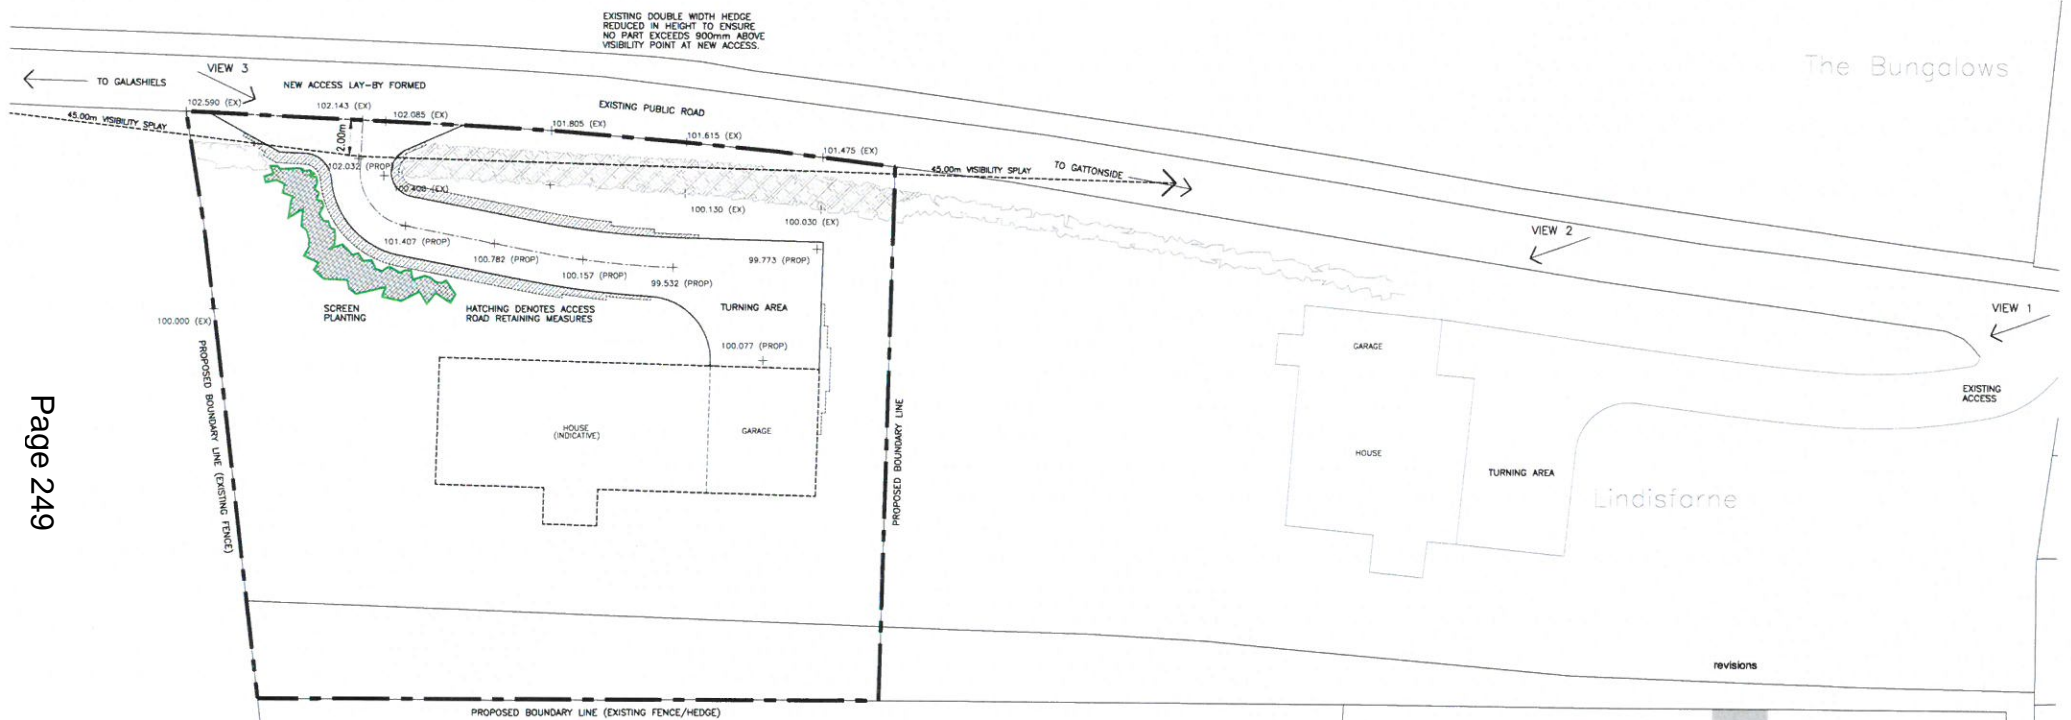 EXISTING DOUBLE WIDTH HEDGE
REDUCED IN HEIGHT TO ENSURE
NO PART EXCEEDS 900mm ABOVE
VISIBILITY POINT AT NEW ACCESS.
The Bungalows
VIEW 3
TO GALASHIELS
NEW ACCESS LAY-BY FORMED
102.590 (EX)
102.143 (EX)
EXISTING PUBLIC ROAD
102.085 (EX)
45.00m VISIBILITY SPLAY
101.805 (EX)
101.615 (EX)
2.00m
101.475 (EX)
102.032 (PROP)
45.00m VISIBILITY SPLAY
TO GATTONSIDE
100.408 (EX)
100.130 (EX)
100.030 (EX)
VIEW 2
101.407 (PROP)
100.782 (PROP)
99.773 (PROP)
100.157 (PROP)
99.532 (PROP)
SCREEN
PLANTING
HATCHING DENOTES ACCESS
ROAD RETAINING MEASURES
TURNING AREA
VIEW 1
100.000 (EX)
100.077 (PROP)
GARAGE
EXISTING
ACCESS
PROPOSED BOUNDARY LINE (EXISTING FENCE)
PROPOSED BOUNDARY LINE
HOUSE
(INDICATIVE)
GARAGE
HOUSE
TURNING AREA
Lindisfarne
Page 249
revisions
PROPOSED BOUNDARY LINE (EXISTING FENCE/HEDGE)